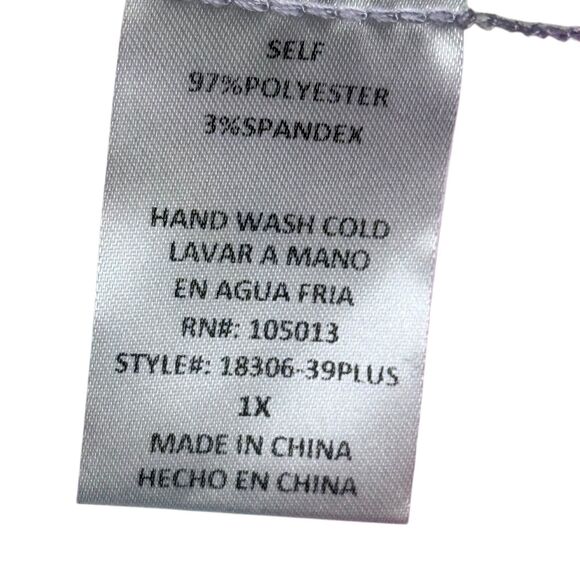 SELF
97%POLYESTER
3%SPANDEX
HAND WASH COLD
LAVAR A MANO
EN AGUA FRIA
RN#: 105013
STYLE#: 18306-39PLUS
1X
MADE IN CHINA
HECHO EN CHINA